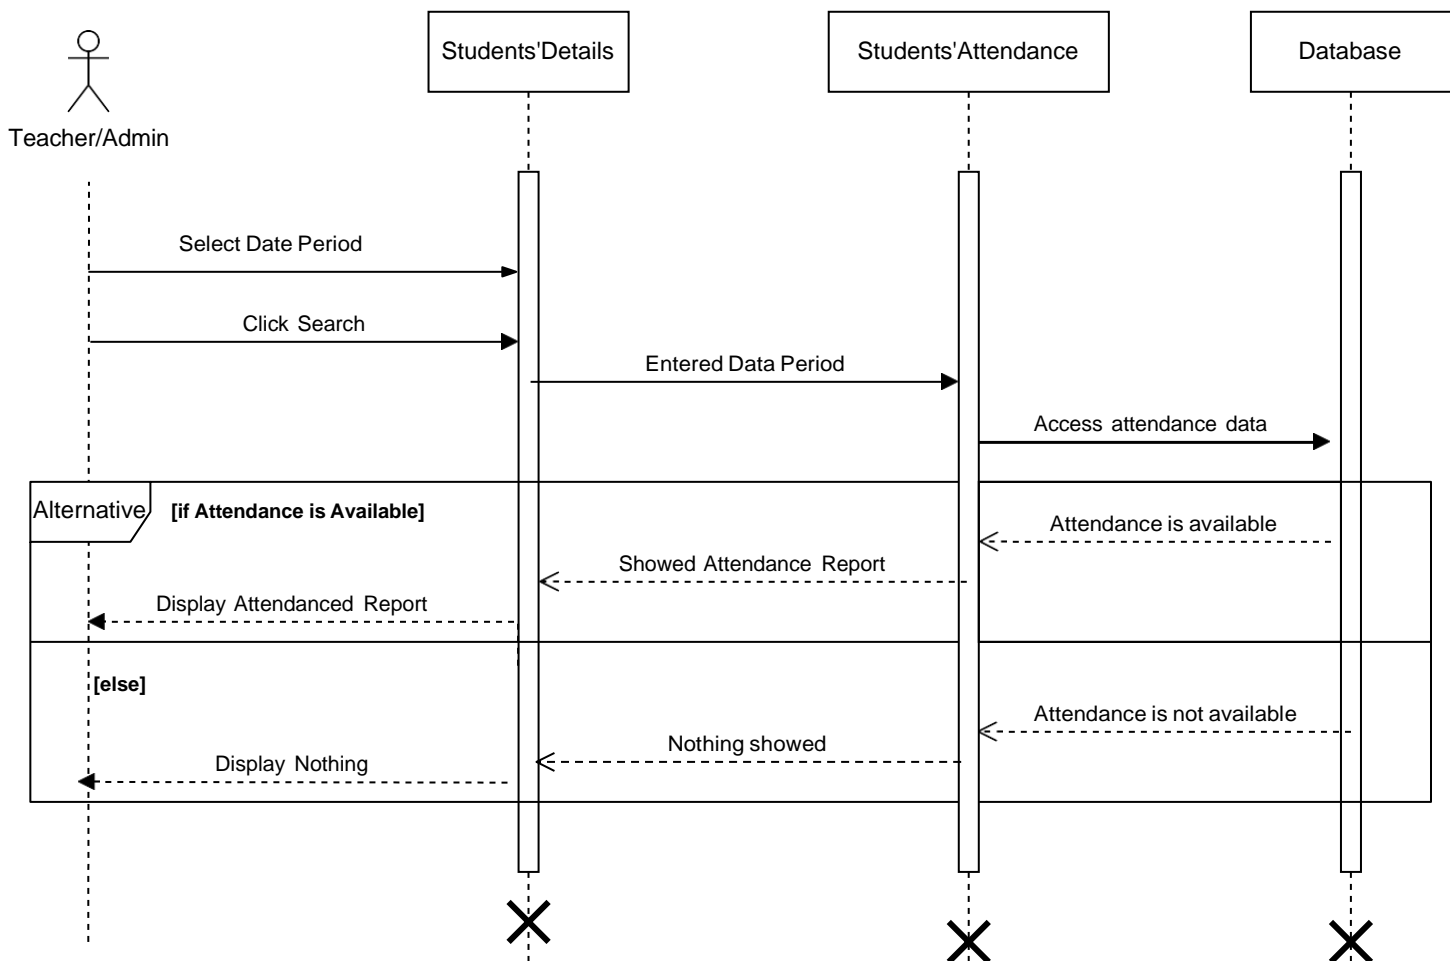 Students'Details
Students'Attendance
Database
Teacher/Admin
Select Date Period
Click Search
Entered Data Period
Access attendance data
Alternative
[if Attendance is Available]
Attendance is available
Showed Attendance Report
Display Attendanced Report
[else]
Attendance is not available
Nothing showed
Display Nothing